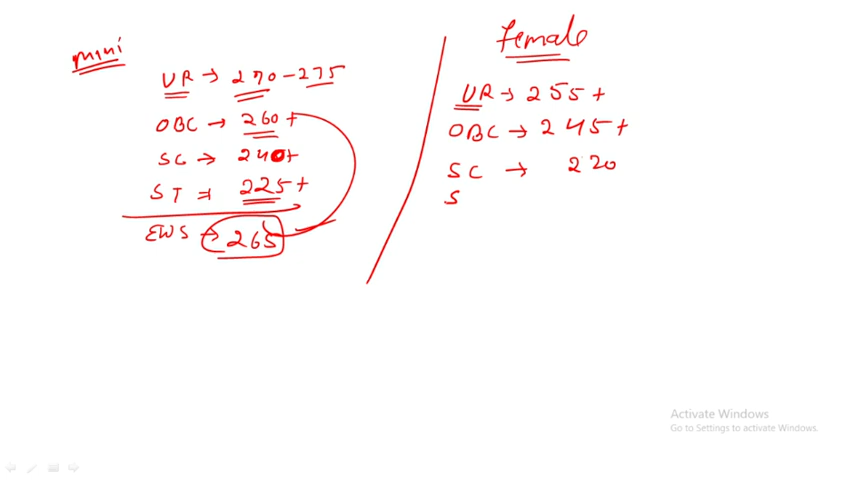 mini
UR → 270-275
OBC → 260+
SC → 240+
ST ⇒ 225+
EWS → 265
female
UR → 255+
OBC → 245+
SC → 220
S
Activate Windows
Go to Settings to activate Windows.